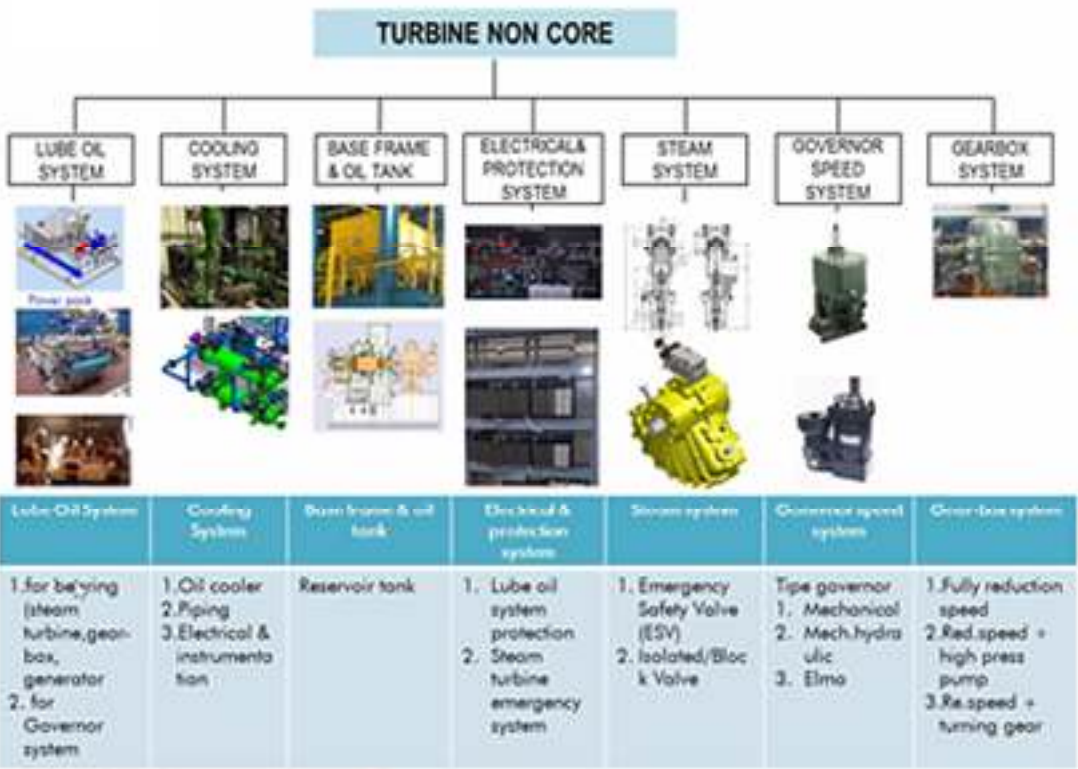 TURBINE NON CORE
LUBE OIL
SYSTEM
COOLING
SYSTEM
BASE FRAME
& OIL TANK
ELECTRICAL&
PROTECTION
SYSTEM
STEAM
SYSTEM
GOVERNOR
SPEED
SYSTEM
GEARBOX
SYSTEM
Power pack
Lube Oil System
Cooling
System
Base frame & oil
tank
Electrical &
protection
system
Steam system
Governor speed
system
Gear-box system
1.for bearing
(steam
turbine,gear-
box,
generator
2. for
Governor
system
1.Oil cooler
2.Piping
3.Electrical &
instrumenta
tion
Reservoir tank
1. Lube oil
system
protection
2. Steam
turbine
emergency
system
1. Emergency
Safety Valve
(ESV)
2. Isolated/Bloc
k Valve
Tipe governor
1. Mechanical
2. Mech.hydra
ulic
3. Elmo
1.Fully reduction
speed
2.Red.speed +
high press
pump
3.Re.speed +
turning gear